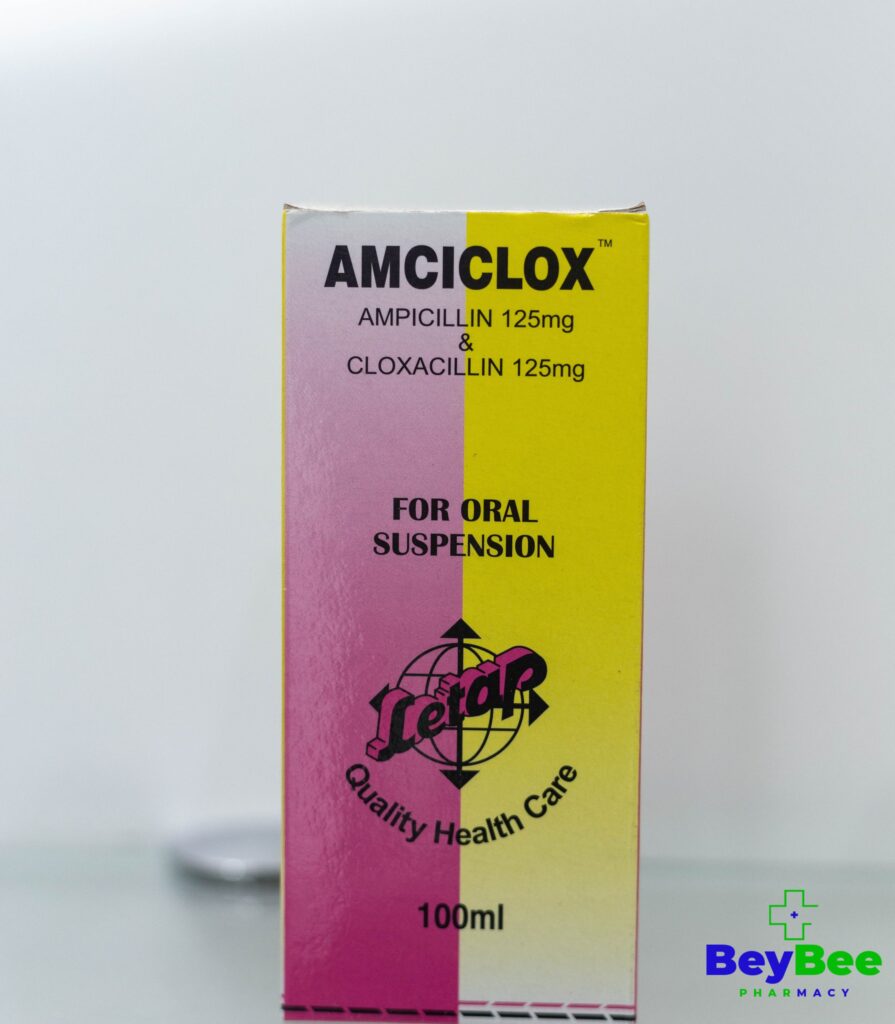 AMCICLOX™
AMPICILLIN 125mg
&
CLOXACILLIN 125mg
FOR ORAL
SUSPENSION
Letap
Quality Health Care
100ml
BeyBee
PHARMACY